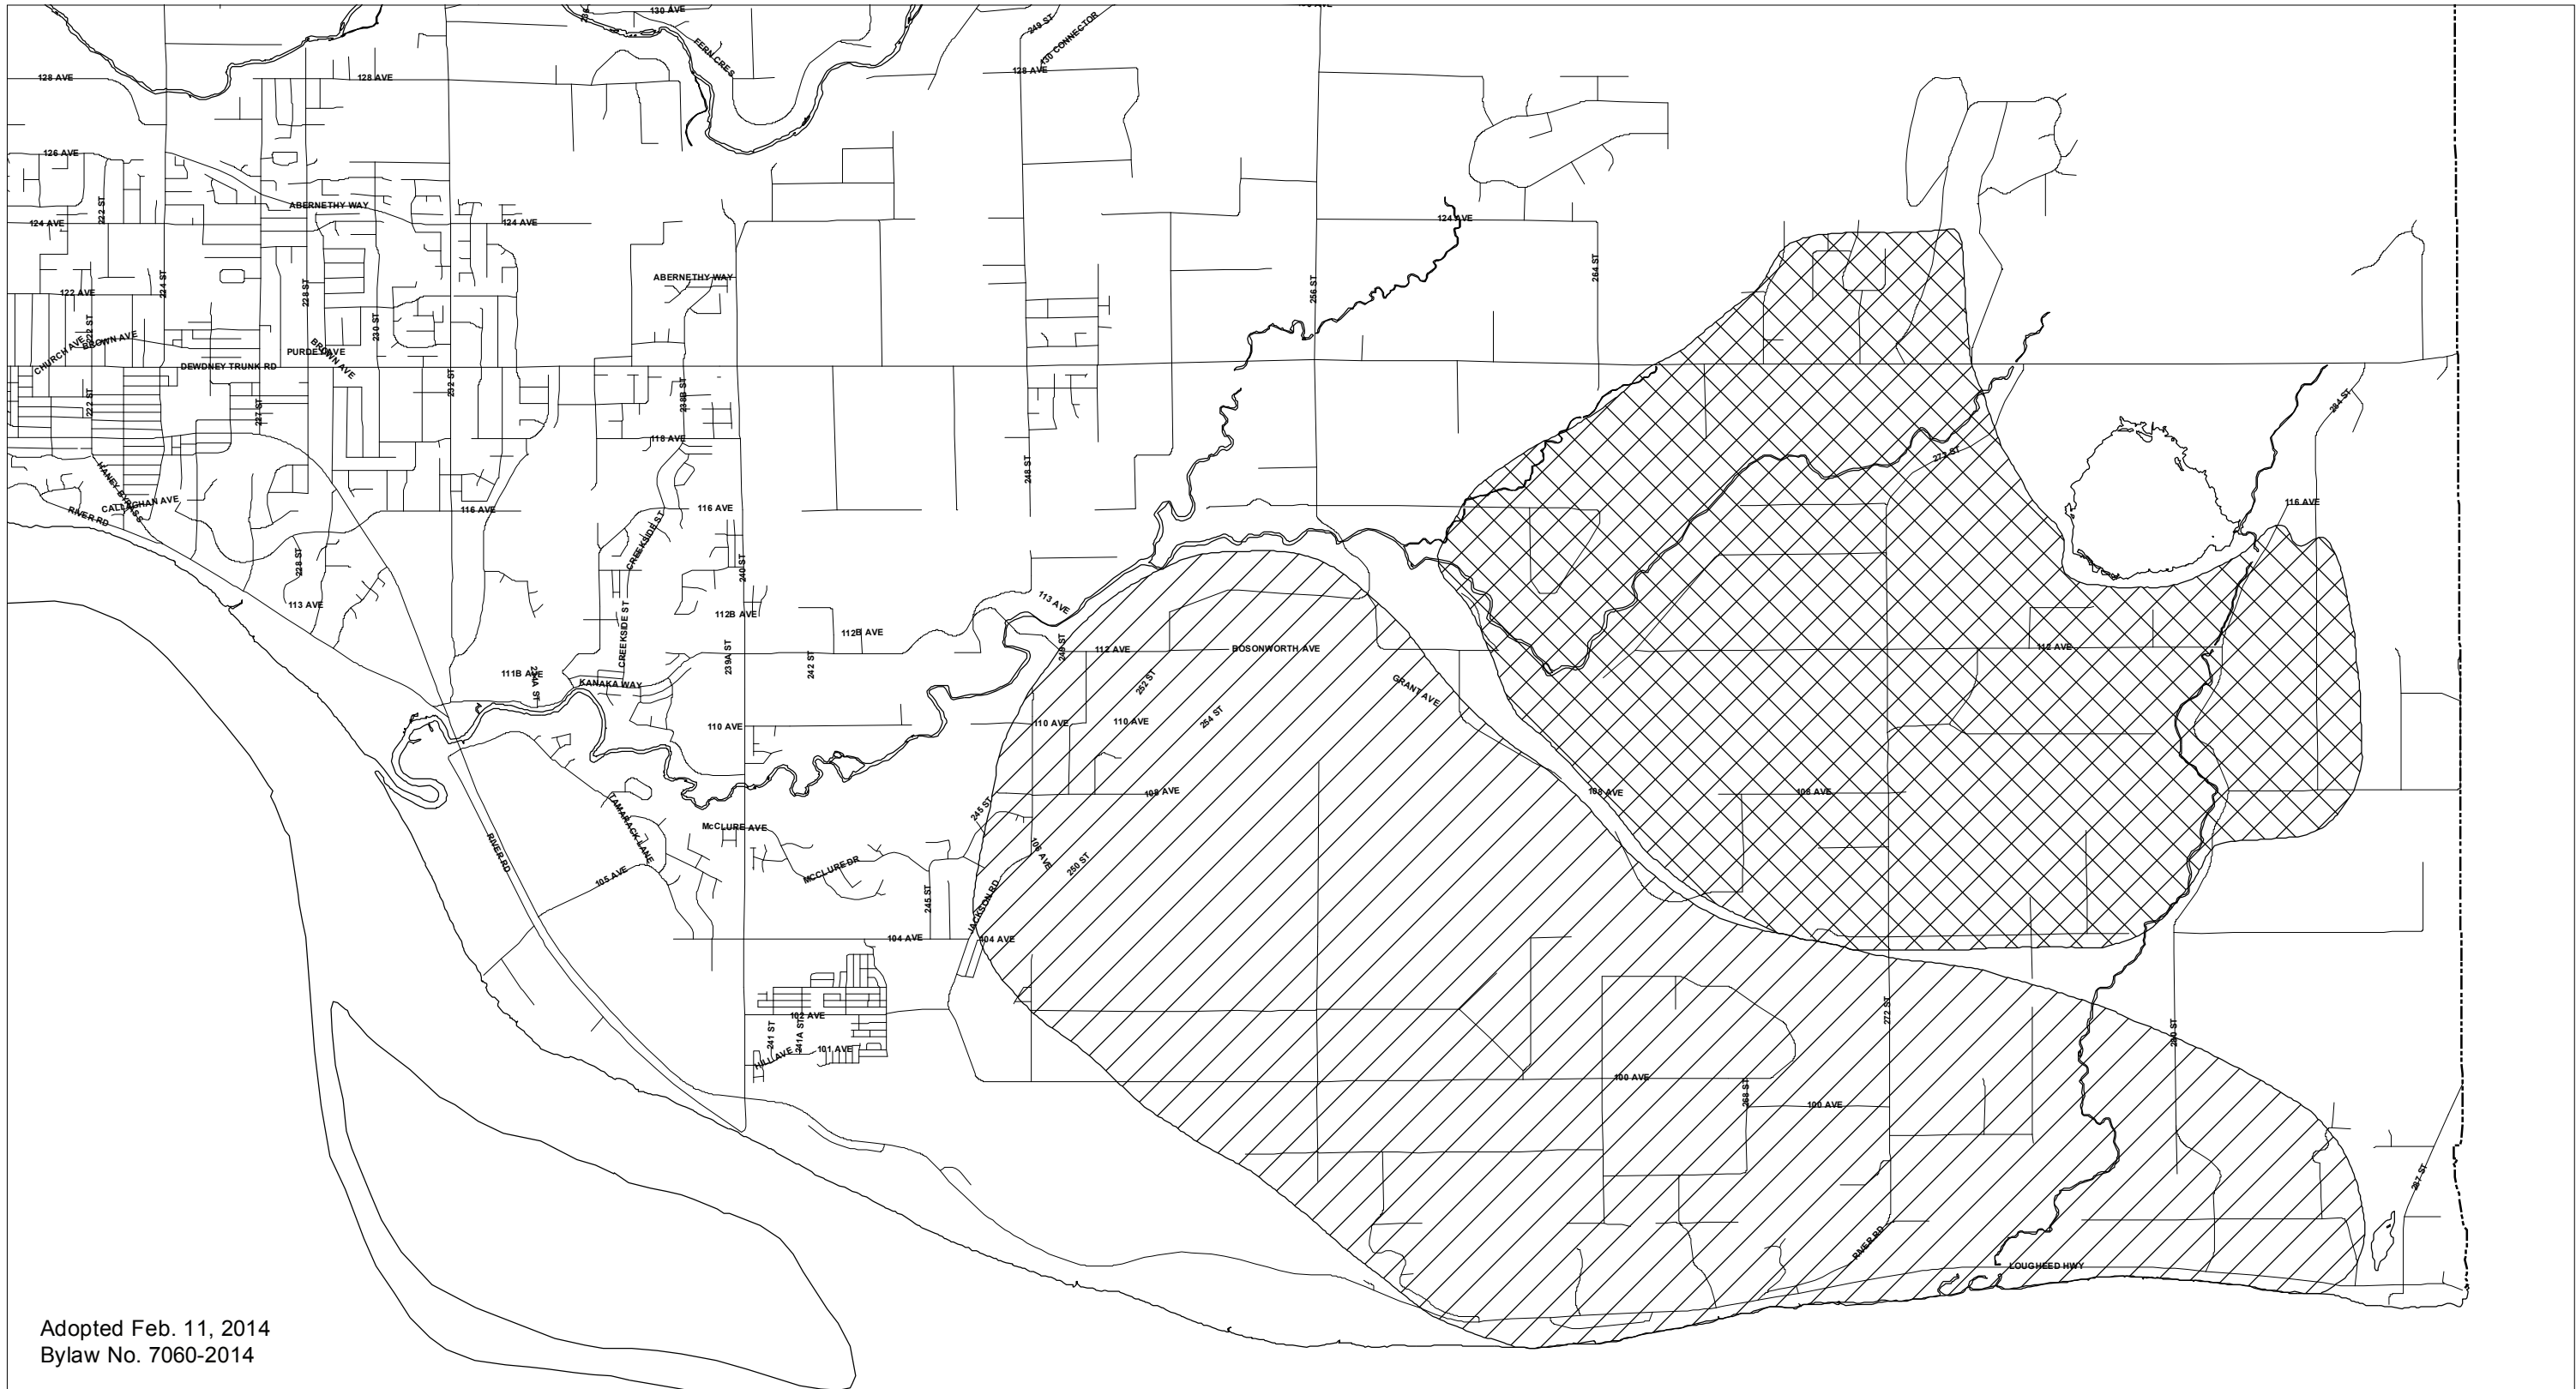 130 AVE
249 ST
130 CONNECTOR
FERN CRES
128 AVE
128 AVE
128 AVE
126 AVE
ABERNETHY WAY
222 ST
124 AVE
124 AVE
124 AVE
264 ST
ABERNETHY WAY
224 ST
228 ST
256 ST
122 AVE
222 ST
230 ST
BROWN AVE
CHURCH AVE
PURDEY AVE
BROWN AVE
DEWDNEY TRUNK RD
232 ST
238B ST
222 ST
227 ST
284 ST
118 AVE
272 ST
248 ST
HANEY BYPASS
CALLAGHAN AVE
RIVER RD
116 AVE
116 AVE
116 AVE
CREEKSIDE ST
228 ST
240 ST
113 AVE
113 AVE
112B AVE
112B AVE
CREEKSIDE ST
239A ST
242 ST
249 ST
112 AVE
BOSONWORTH AVE
112 AVE
111B AVE
KANAKA WAY
252 ST
GRANT AVE
254 ST
110 AVE
110 AVE
110 AVE
108 AVE
108 AVE
108 AVE
245 ST
TAMARACK LANE
McCLURE AVE
RIVER RD
MCCLURE DR
106 AVE
260 ST
105 AVE
245 ST
JACKSON RD
104 AVE
104 AVE
102 AVE
272 ST
280 ST
241 ST
241A ST
HILL AVE
101 AVE
100 AVE
268 ST
100 AVE
287 ST
RIVER RD
LOUGHEED HWY
Adopted Feb. 11, 2014
Bylaw No. 7060-2014